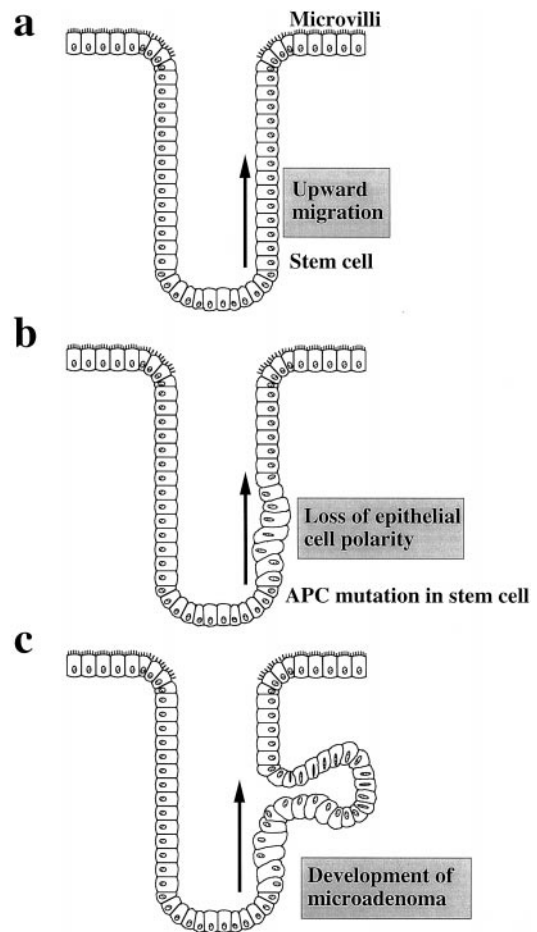 a
Microvilli
Upward
migration
Stem cell
b
Loss of epithelial
cell polarity
APC mutation in stem cell
c
Development of
microadenoma